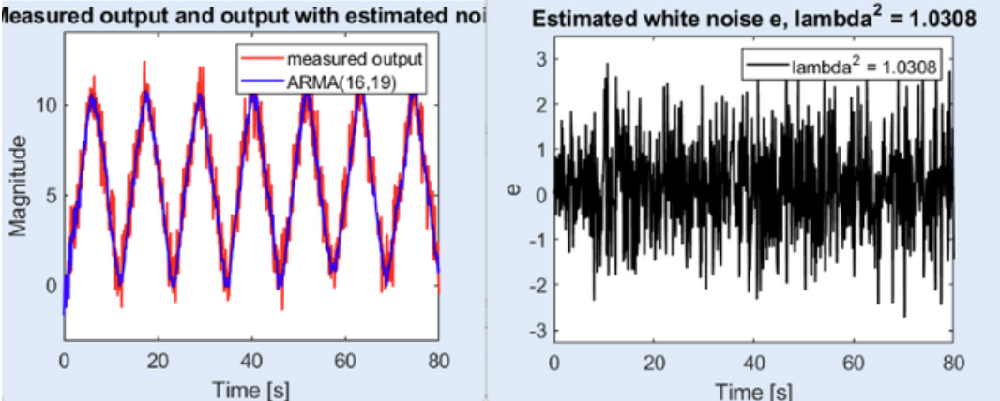 Measured output and output with estimated noi
measured output
ARMA(16,19)
Magnitude
10
5
0
0 20 40 60 80
Time [s]
Estimated white noise e, lambda² = 1.0308
lambda² = 1.0308
e
3
2
1
0
-1
-2
-3
0 20 40 60 80
Time [s]